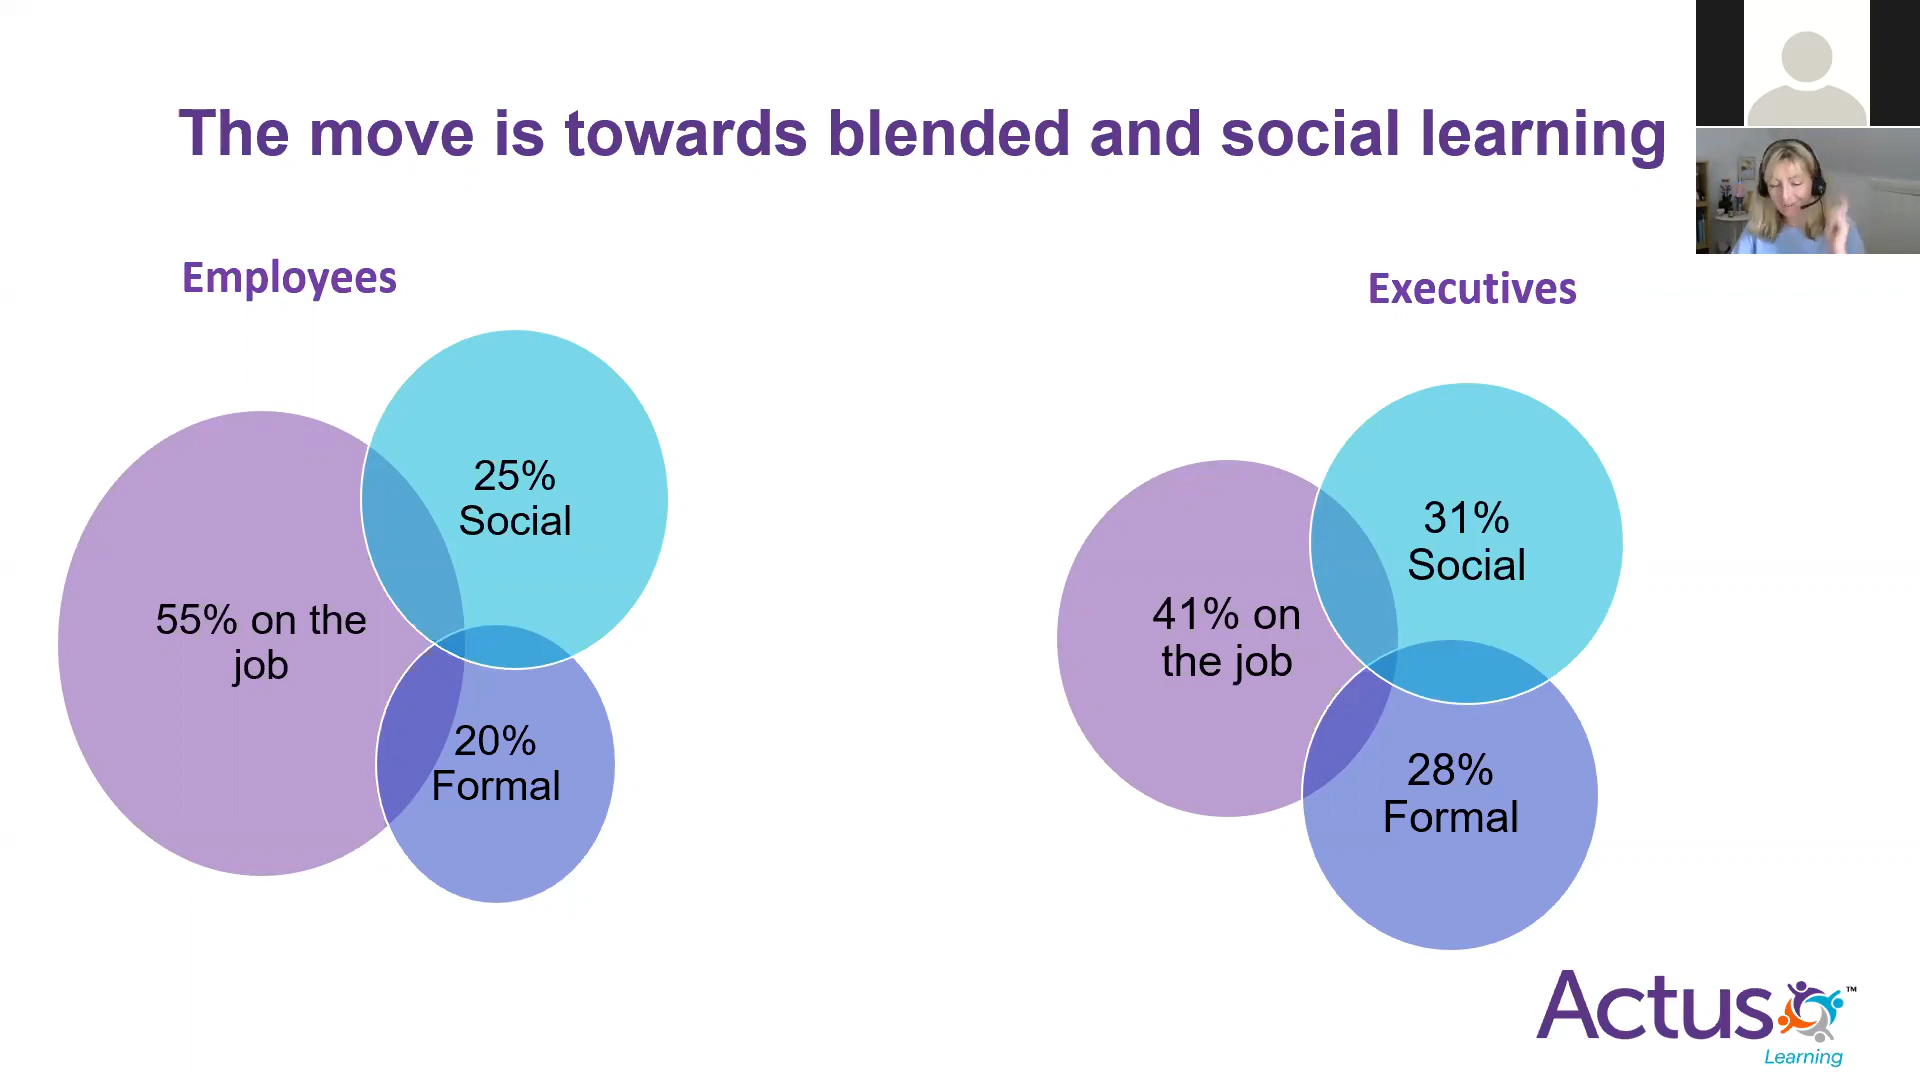 The move is towards blended and social learning
Employees
25%
Social
55% on the
job
20%
Formal
Executives
31%
Social
41% on
the job
28%
Formal
Actus™
Learning